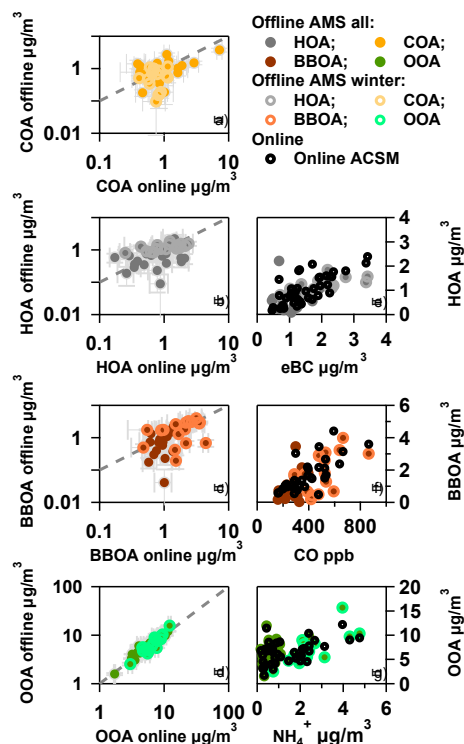 Offline AMS all:
HOA; COA;
BBOA; OOA
Offline AMS winter:
HOA; COA;
BBOA; OOA
Online
Online ACSM
COA offline µg/m³
1
0.01
a)
0.1 1 10
COA online µg/m³
HOA offline µg/m³
1
0.01
b)
0.1 1 10
HOA online µg/m³
4
3
2
1
0
HOA µg/m³
e)
0 1 2 3 4
eBC µg/m³
BBOA offline µg/m³
1
0.01
c)
0.1 1 10
BBOA online µg/m³
6
4
2
0
BBOA µg/m³
f)
0 400 800
CO ppb
OOA offline µg/m³
100
10
1
d)
1 10 100
OOA online µg/m³
20
15
10
5
0
OOA µg/m³
g)
0 2 4
NH₄⁺ µg/m³